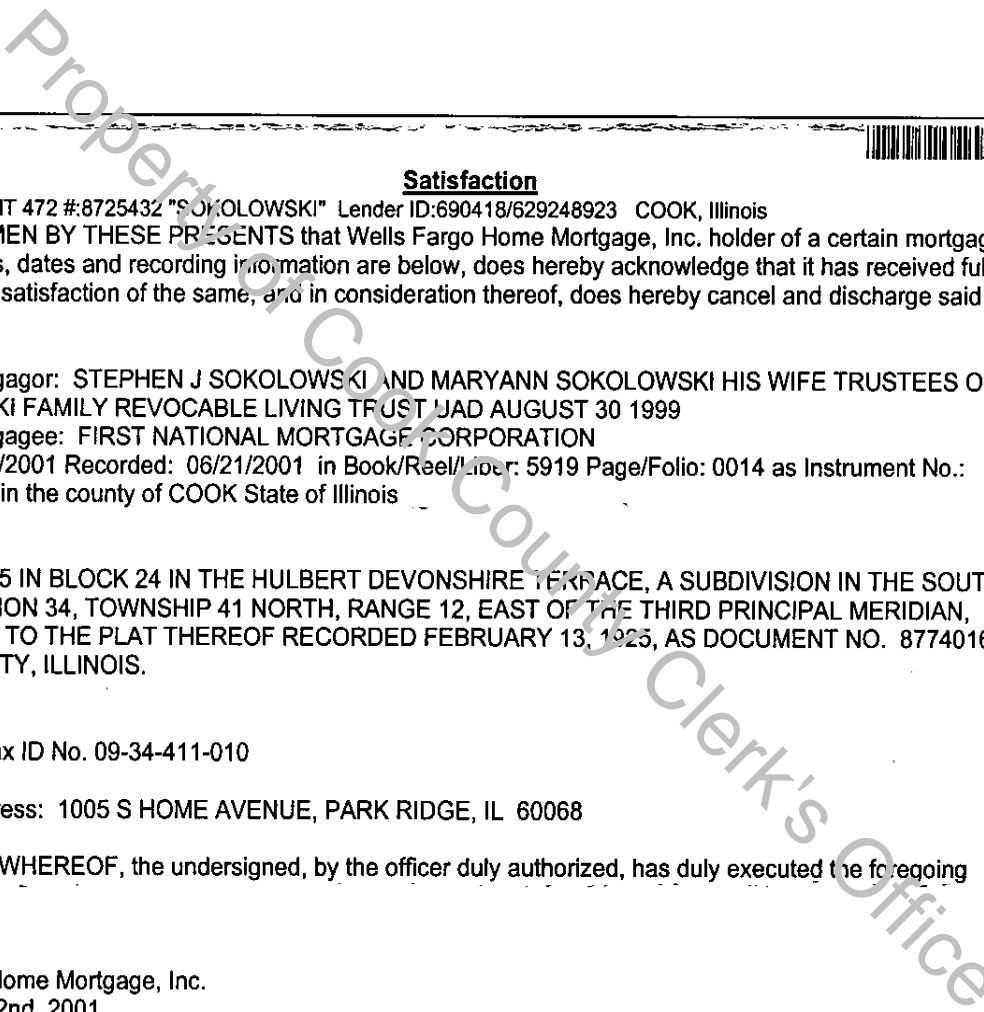 Satisfaction
IT 472 #:8725432 "SOKOLOWSKI" Lender ID:690418/629248923 COOK, Illinois
MEN BY THESE PRESENTS that Wells Fargo Home Mortgage, Inc. holder of a certain mortgag
s, dates and recording information are below, does hereby acknowledge that it has received ful
satisfaction of the same, and in consideration thereof, does hereby cancel and discharge said
gagor: STEPHEN J SOKOLOWSKI AND MARYANN SOKOLOWSKI HIS WIFE TRUSTEES O
KI FAMILY REVOCABLE LIVING TRUST UAD AUGUST 30 1999
gagee: FIRST NATIONAL MORTGAGE CORPORATION
/2001 Recorded: 06/21/2001 in Book/Reel/Liber: 5919 Page/Folio: 0014 as Instrument No.:
in the county of COOK State of Illinois
5 IN BLOCK 24 IN THE HULBERT DEVONSHIRE TERRACE, A SUBDIVISION IN THE SOUT
ION 34, TOWNSHIP 41 NORTH, RANGE 12, EAST OF THE THIRD PRINCIPAL MERIDIAN,
TO THE PLAT THEREOF RECORDED FEBRUARY 13, 1925, AS DOCUMENT NO. 8774016
TY, ILLINOIS.
ax ID No. 09-34-411-010
ess: 1005 S HOME AVENUE, PARK RIDGE, IL 60068
WHEREOF, the undersigned, by the officer duly authorized, has duly executed the foregoing
Home Mortgage, Inc.
2nd, 2001
Property of Cook County Clerk's Office